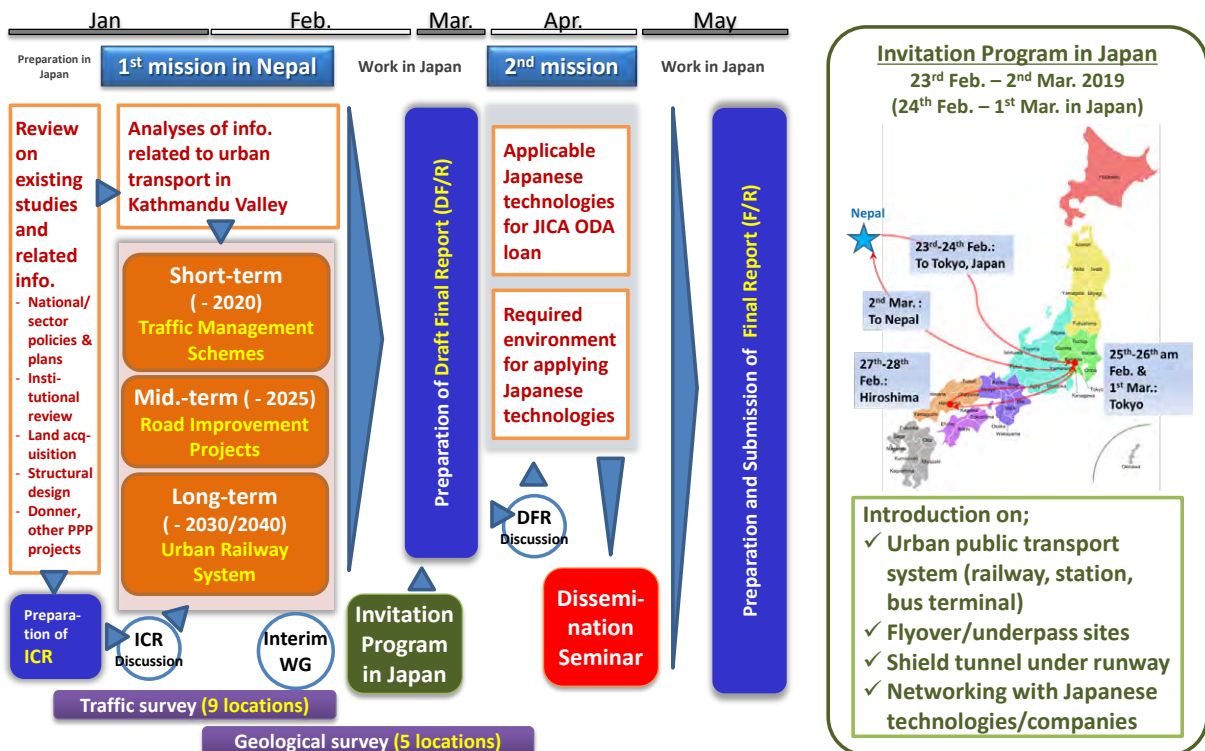 Jan
Feb.
Mar.
Apr.
May
Preparation in
Japan
1st mission in Nepal
Work in Japan
2nd mission
Work in Japan
Review
on
existing
studies
and
related
info.
- National/
sector
policies &
plans
- Insti-
tutional
review
- Land acq-
uisition
- Structural
design
- Donner,
other PPP
projects
Analyses of info.
related to urban
transport in
Kathmandu Valley
Short-term
( - 2020)
Traffic Management
Schemes
Mid.-term ( - 2025)
Road Improvement
Projects
Long-term
( - 2030/2040)
Urban Railway
System
Preparation of Draft Final Report (DF/R)
Applicable
Japanese
technologies
for JICA ODA
loan
Required
environment
for applying
Japanese
technologies
Preparation and Submission of Final Report (F/R)
DFR
Discussion
Prepara-
tion of
ICR
ICR
Discussion
Interim
WG
Invitation
Program
in Japan
Dissemi-
nation
Seminar
Traffic survey (9 locations)
Geological survey (5 locations)
Invitation Program in Japan
23rd Feb. – 2nd Mar. 2019
(24th Feb. – 1st Mar. in Japan)
Nepal
23rd-24th Feb.:
To Tokyo, Japan
2nd Mar. :
To Nepal
27th-28th
Feb.:
Hiroshima
25th-26th am
Feb. &
1st Mar.:
Tokyo
Introduction on;
✓ Urban public transport
system (railway, station,
bus terminal)
✓ Flyover/underpass sites
✓ Shield tunnel under runway
✓ Networking with Japanese
technologies/companies